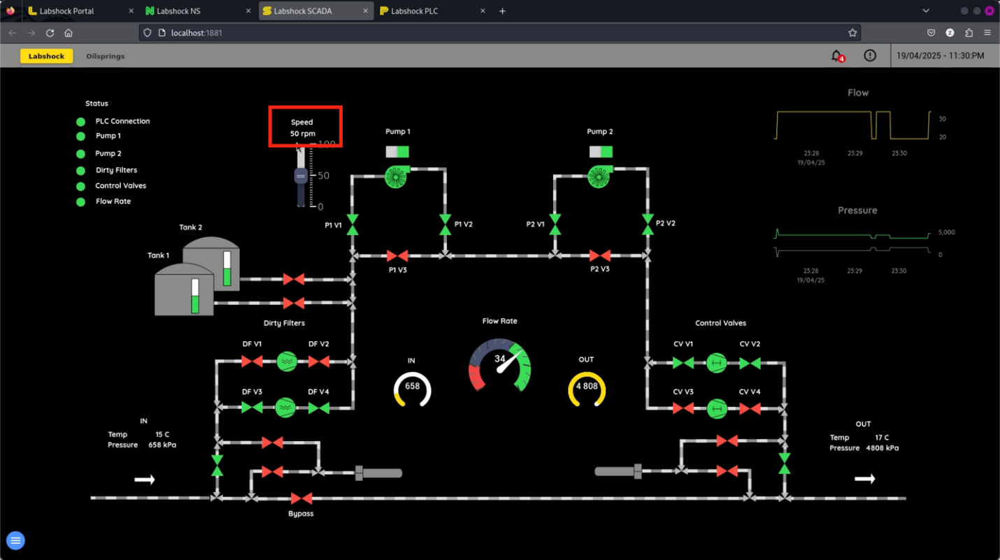 Labshock Portal
Labshock NS
Labshock SCADA
Labshock PLC
localhost:1881
Labshock
Oilsprings
4
19/04/2025 - 11:30:PM
Status
PLC Connection
Pump 1
Pump 2
Dirty Filters
Control Valves
Flow Rate
Speed
50 rpm
100
50
0
Pump 1
Pump 2
Flow
30
20
23:28
19/04/25
23:29
23:30
Pressure
5,000
0
23:28
19/04/25
23:29
23:30
P1 V1
P1 V2
P2 V1
P2 V2
P1 V3
P2 V3
Tank 2
Tank 1
Dirty Filters
DF V1
DF V2
DF V3
DF V4
Flow Rate
34
IN
658
OUT
4 808
Control Valves
CV V1
CV V2
CV V3
CV V4
IN
Temp 15 C
Pressure 658 kPa
OUT
Temp 17 C
Pressure 4808 kPa
Bypass